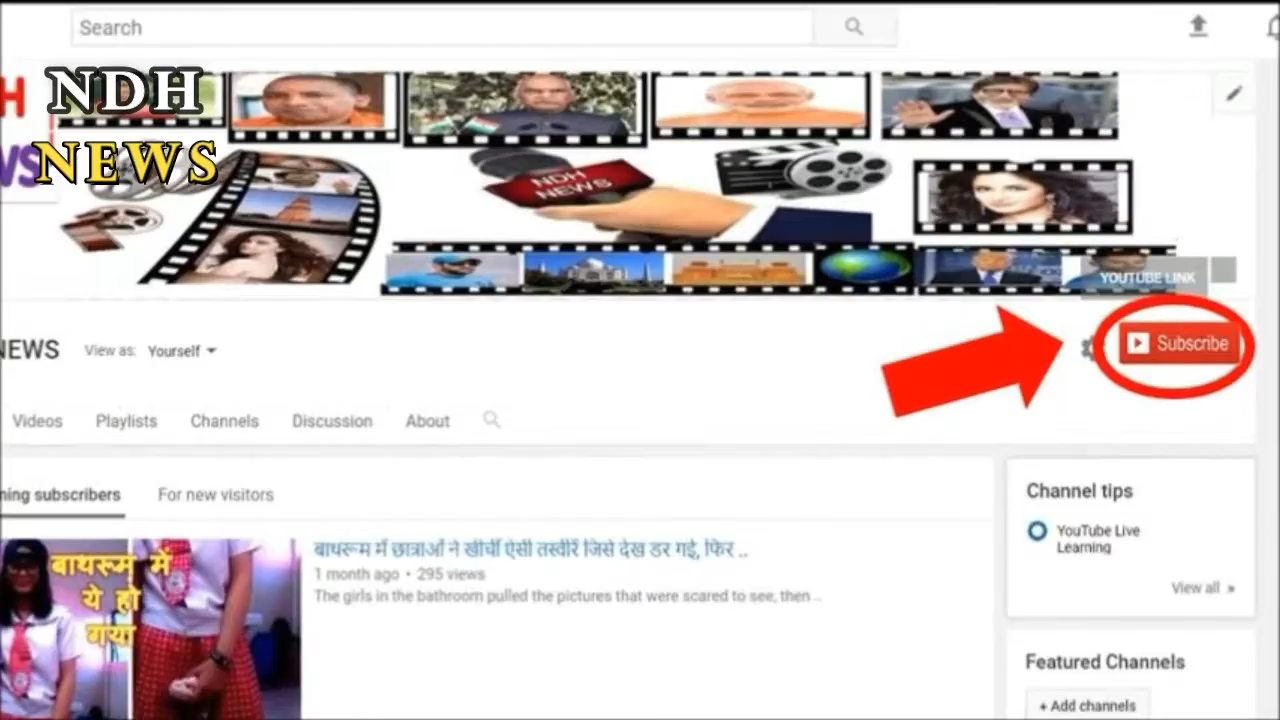 Search
NDH
NEWS
NDH
NEWS
YOUTUBE LINK
NEWS View as: Yourself
Subscribe
Videos Playlists Channels Discussion About
ning subscribers For new visitors
Channel tips
YouTube Live
Learning
View all »
बाथरूम में
ये हो
गया
बाथरूम में छात्राओं ने खींचीं ऐसी तस्वीरें जिसे देख डर गई, फिर ..
1 month ago • 295 views
The girls in the bathroom pulled the pictures that were scared to see, then ..
Featured Channels
+ Add channels